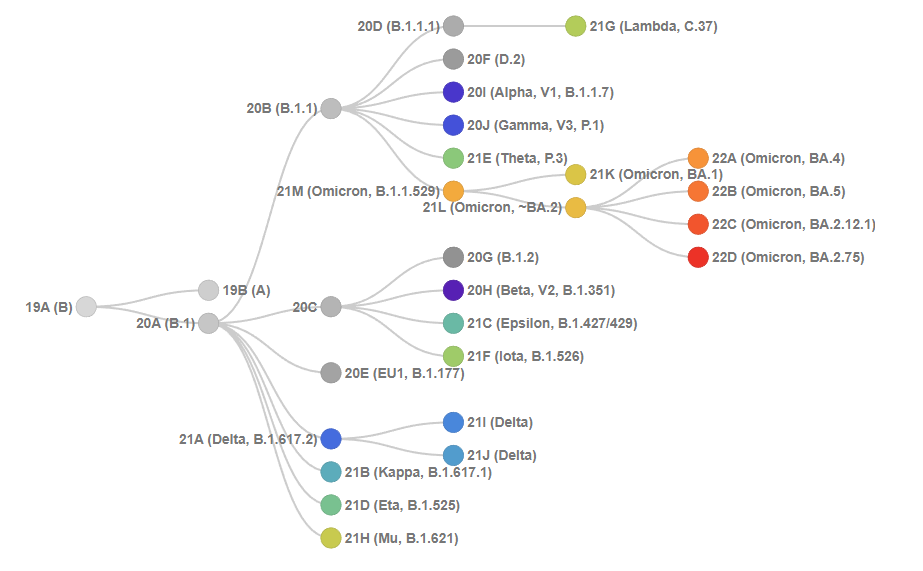 20D (B.1.1.1)
21G (Lambda, C.37)
20F (D.2)
20I (Alpha, V1, B.1.1.7)
20B (B.1.1)
20J (Gamma, V3, P.1)
21E (Theta, P.3)
22A (Omicron, BA.4)
21K (Omicron, BA.1)
21M (Omicron, B.1.1.529)
22B (Omicron, BA.5)
21L (Omicron, ~BA.2)
22C (Omicron, BA.2.12.1)
20G (B.1.2)
22D (Omicron, BA.2.75)
19B (A)
20H (Beta, V2, B.1.351)
19A (B)
20C
20A (B.1)
21C (Epsilon, B.1.427/429)
21F (Iota, B.1.526)
20E (EU1, B.1.177)
21I (Delta)
21A (Delta, B.1.617.2)
21J (Delta)
21B (Kappa, B.1.617.1)
21D (Eta, B.1.525)
21H (Mu, B.1.621)